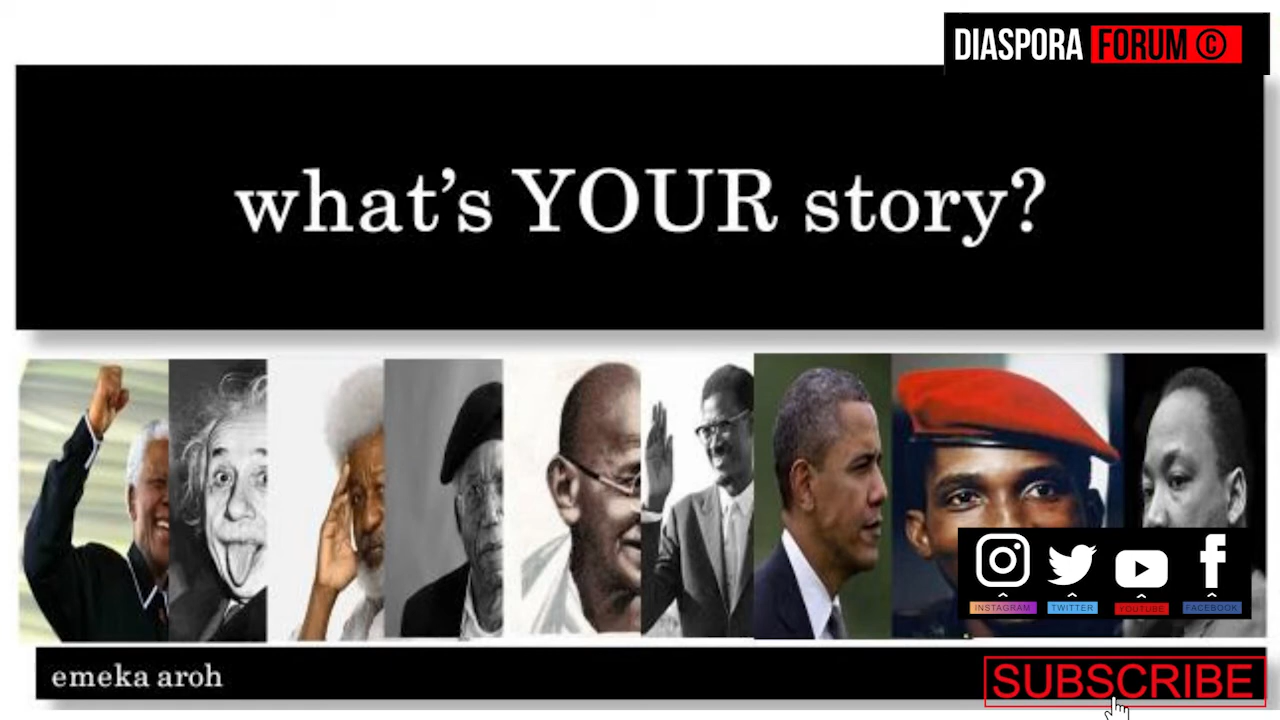 DIASPORA FORUM ©
what's YOUR story?
INSTAGRAM
TWITTER
YOUTUBE
FACEBOOK
emeka aroh
SUBSCRIBE